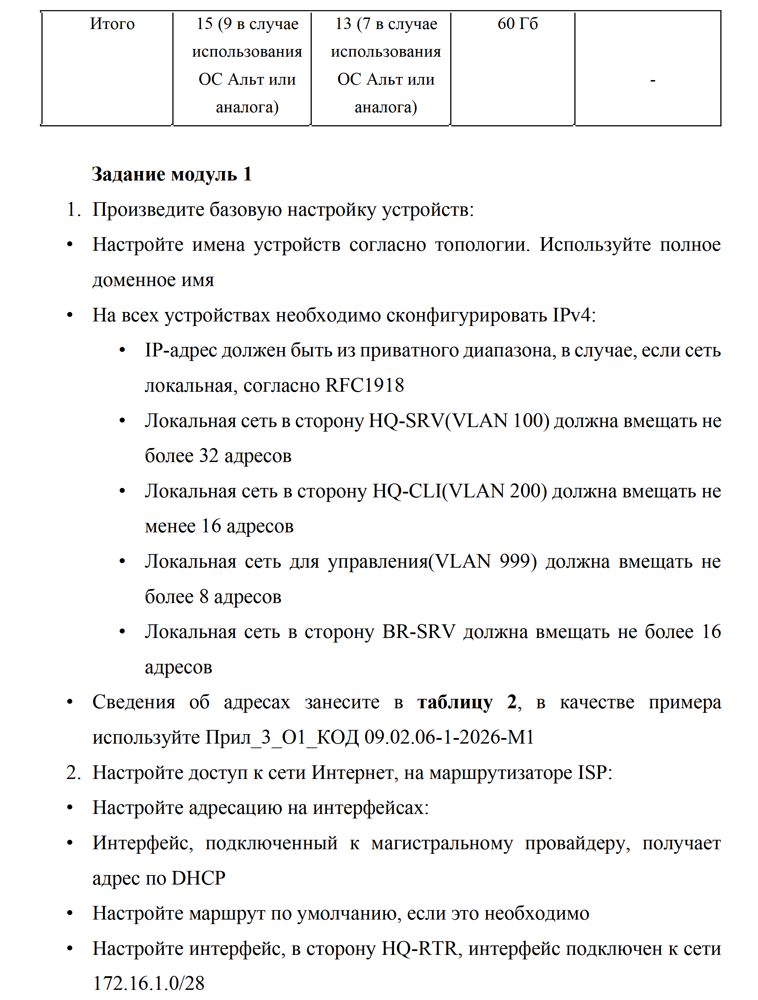 Итого 15 (9 в случае использования ОС Альт или аналога) 13 (7 в случае использования ОС Альт или аналога) 60 Гб -
Задание модуль 1
1. Произведите базовую настройку устройств:
• Настройте имена устройств согласно топологии. Используйте полное
доменное имя
• На всех устройствах необходимо сконфигурировать IPv4:
• IP-адрес должен быть из приватного диапазона, в случае, если сеть
локальная, согласно RFC1918
• Локальная сеть в сторону HQ-SRV(VLAN 100) должна вмещать не
более 32 адресов
• Локальная сеть в сторону HQ-CLI(VLAN 200) должна вмещать не
менее 16 адресов
• Локальная сеть для управления(VLAN 999) должна вмещать не
более 8 адресов
• Локальная сеть в сторону BR-SRV должна вмещать не более 16
адресов
• Сведения об адресах занесите в таблицу 2, в качестве примера
используйте Прил_3_О1_КОД 09.02.06-1-2026-М1
2. Настройте доступ к сети Интернет, на маршрутизаторе ISP:
• Настройте адресацию на интерфейсах:
• Интерфейс, подключенный к магистральному провайдеру, получает
адрес по DHCP
• Настройте маршрут по умолчанию, если это необходимо
• Настройте интерфейс, в сторону HQ-RTR, интерфейс подключен к сети
172.16.1.0/28